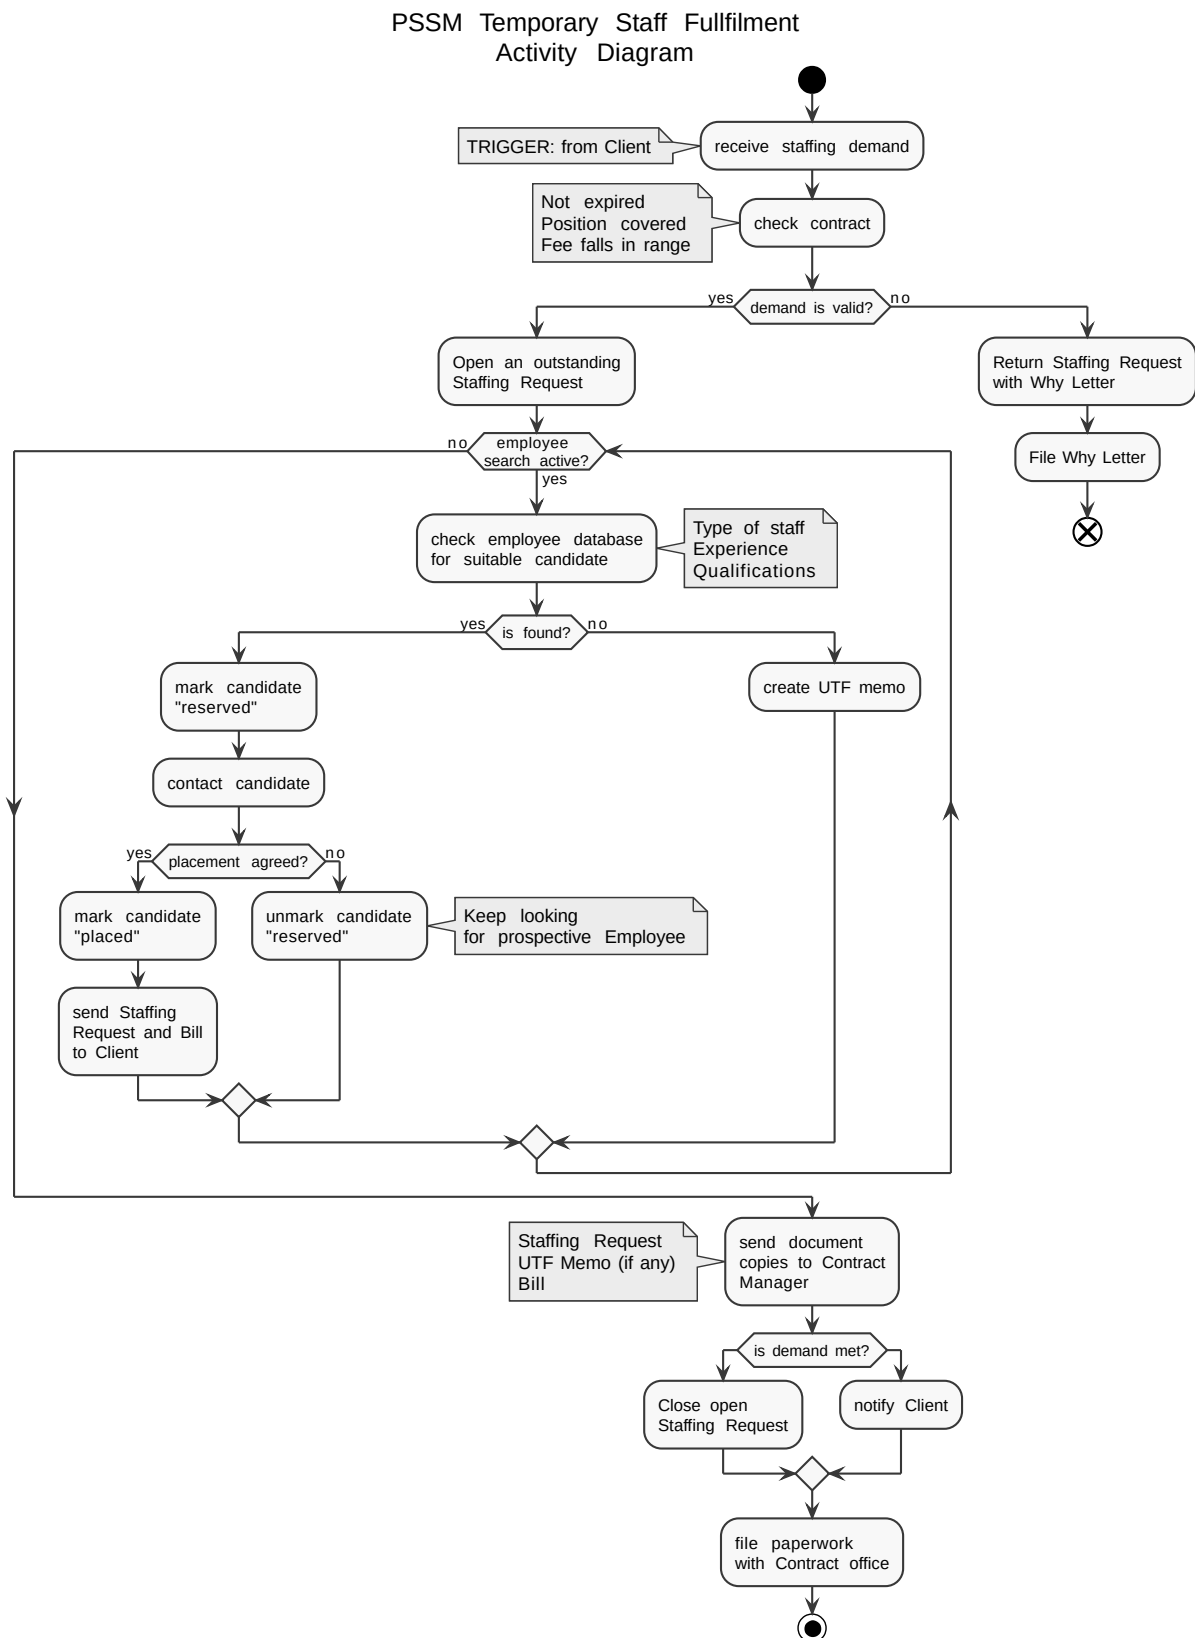 PSSM Temporary Staff Fullfilment
Activity Diagram
TRIGGER: from Client
receive staffing demand
Not expired
Position covered
Fee falls in range
check contract
yes
demand is valid?
no
Open an outstanding
Staffing Request
Return Staffing Request
with Why Letter
File Why Letter
no
employee
search active?
yes
check employee database
for suitable candidate
Type of staff
Experience
Qualifications
yes
is found?
no
mark candidate
"reserved"
create UTF memo
contact candidate
yes
placement agreed?
no
mark candidate
"placed"
unmark candidate
"reserved"
Keep looking
for prospective Employee
send Staffing
Request and Bill
to Client
Staffing Request
UTF Memo (if any)
Bill
send document
copies to Contract
Manager
is demand met?
Close open
Staffing Request
notify Client
file paperwork
with Contract office